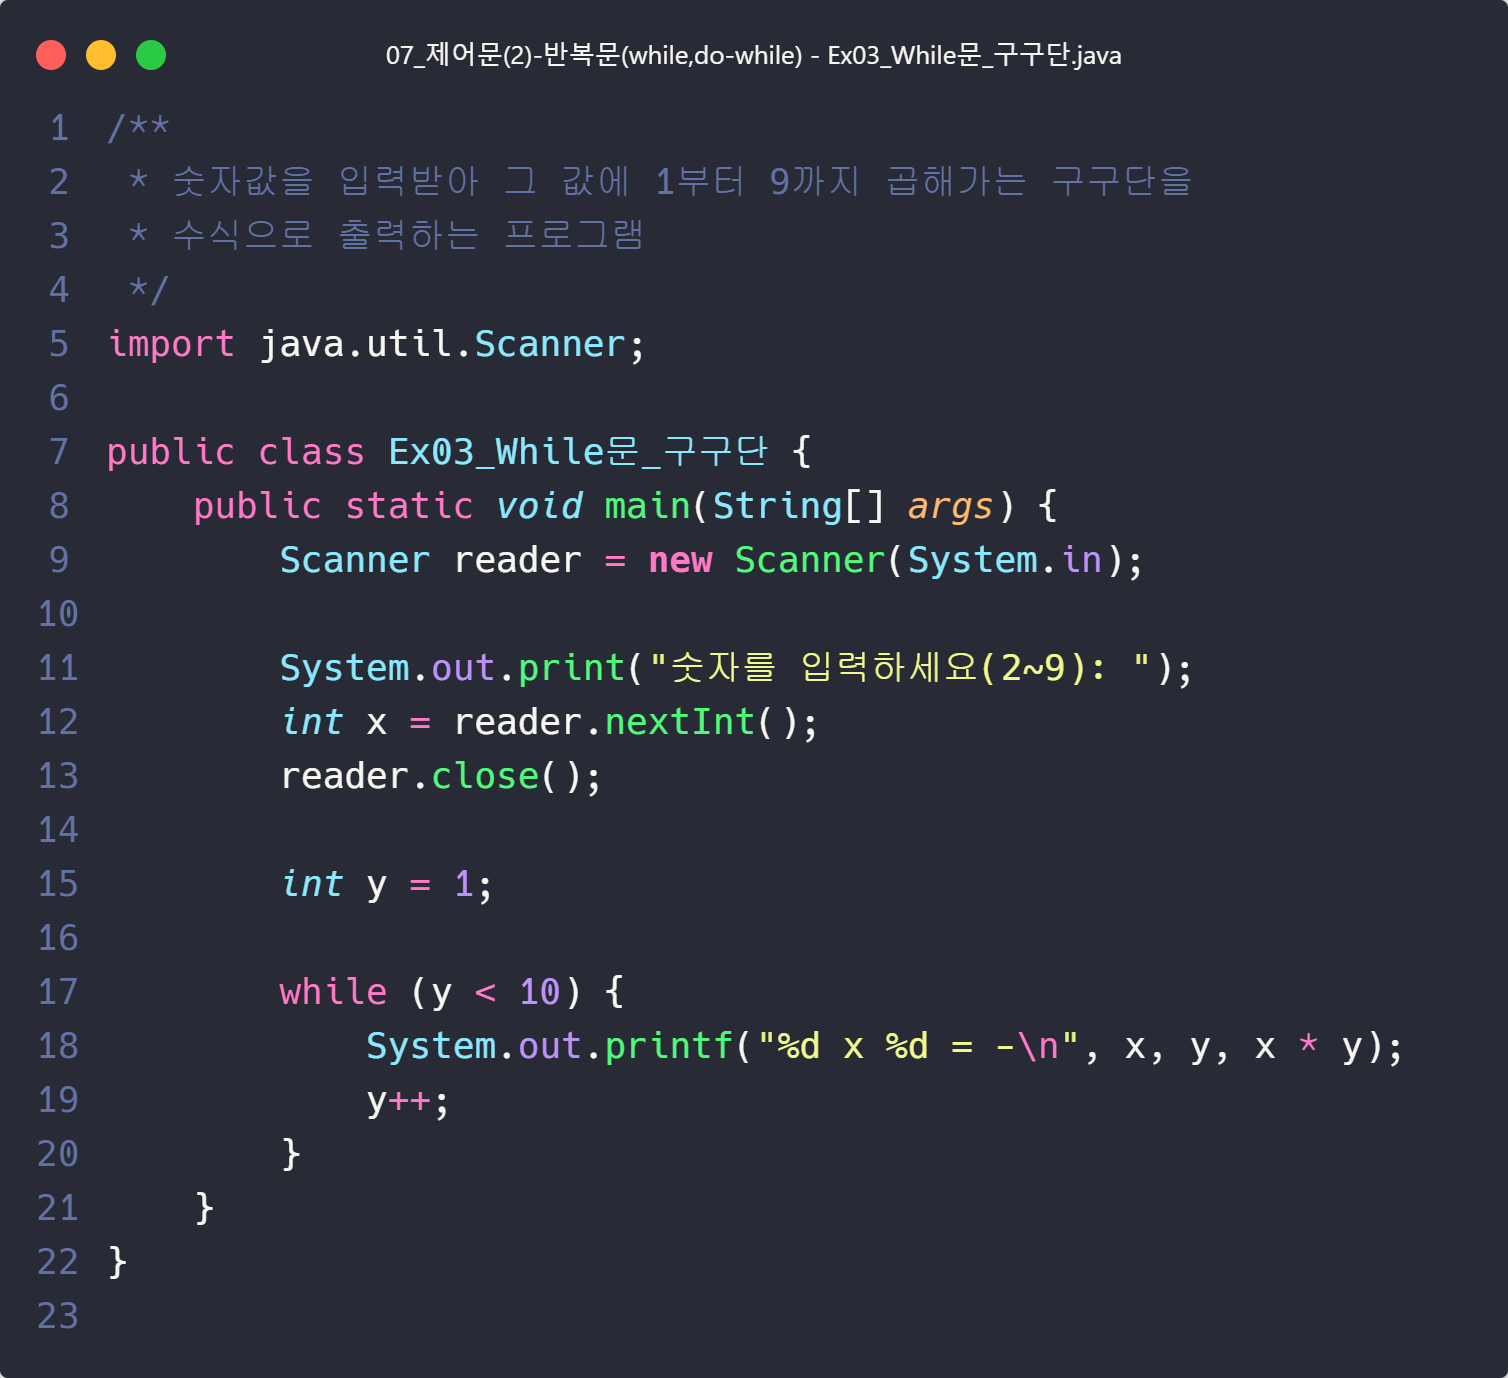 07_제어문(2)-반복문(while,do-while) - Ex03_While문_구구단.java
1 /**
2  * 숫자값을 입력받아 그 값에 1부터 9까지 곱해가는 구구단을
3  * 수식으로 출력하는 프로그램
4  */
5 import java.util.Scanner;
6
7 public class Ex03_While문_구구단 {
8     public static void main(String[] args) {
9         Scanner reader = new Scanner(System.in);
10
11         System.out.print("숫자를 입력하세요(2~9): ");
12         int x = reader.nextInt();
13         reader.close();
14
15         int y = 1;
16
17         while (y < 10) {
18             System.out.printf("%d x %d = -\n", x, y, x * y);
19             y++;
20         }
21     }
22 }
23